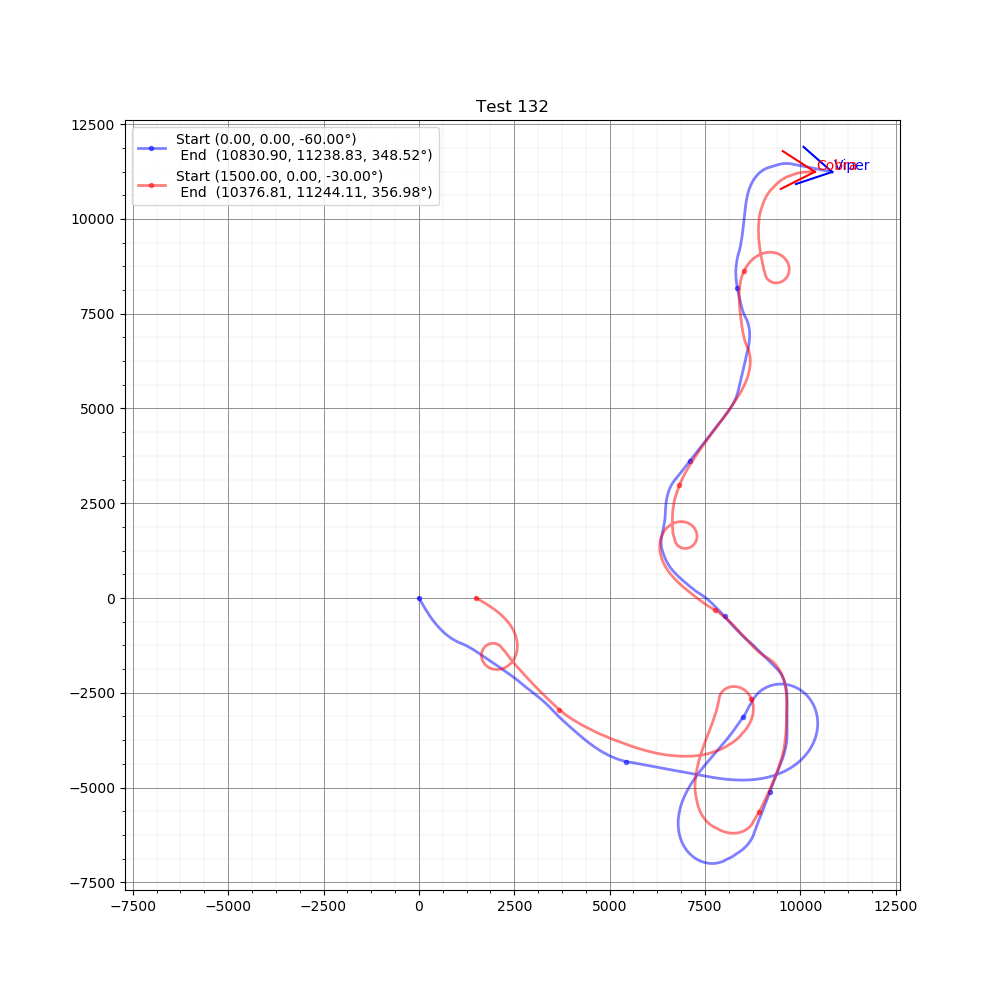 Test 132
Start (0.00, 0.00, -60.00°)
End (10830.90, 11238.83, 348.52°)
Start (1500.00, 0.00, -30.00°)
End (10376.81, 11244.11, 356.98°)
Cobra
Viper
12500
10000
7500
5000
2500
0
−2500
−5000
−7500
−7500 −5000 −2500 0 2500 5000 7500 10000 12500